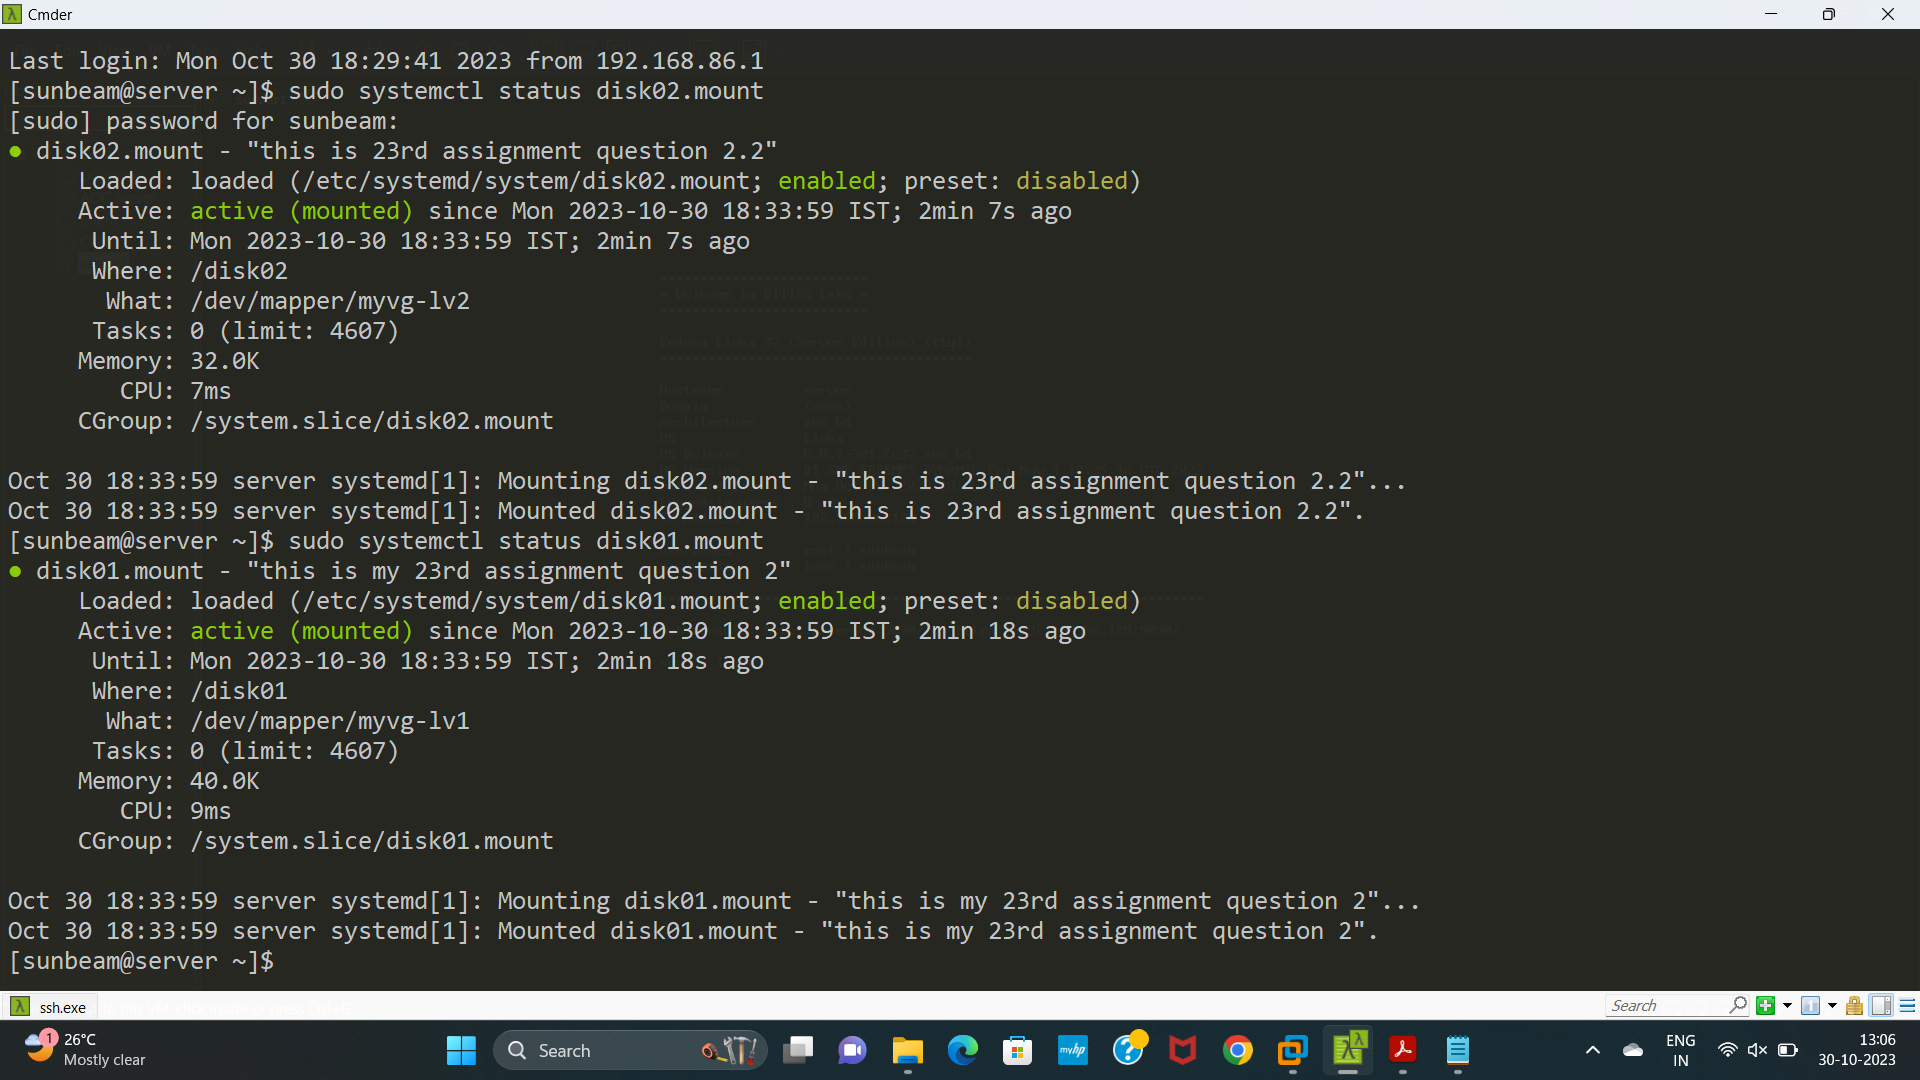 Cmder
Last login: Mon Oct 30 18:29:41 2023 from 192.168.86.1
[sunbeam@server ~]$ sudo systemctl status disk02.mount
[sudo] password for sunbeam:
● disk02.mount - "this is 23rd assignment question 2.2"
     Loaded: loaded (/etc/systemd/system/disk02.mount; enabled; preset: disabled)
     Active: active (mounted) since Mon 2023-10-30 18:33:59 IST; 2min 7s ago
      Until: Mon 2023-10-30 18:33:59 IST; 2min 7s ago
      Where: /disk02
       What: /dev/mapper/myvg-lv2
      Tasks: 0 (limit: 4607)
     Memory: 32.0K
        CPU: 7ms
     CGroup: /system.slice/disk02.mount
Oct 30 18:33:59 server systemd[1]: Mounting disk02.mount - "this is 23rd assignment question 2.2"...
Oct 30 18:33:59 server systemd[1]: Mounted disk02.mount - "this is 23rd assignment question 2.2".
[sunbeam@server ~]$ sudo systemctl status disk01.mount
● disk01.mount - "this is my 23rd assignment question 2"
     Loaded: loaded (/etc/systemd/system/disk01.mount; enabled; preset: disabled)
     Active: active (mounted) since Mon 2023-10-30 18:33:59 IST; 2min 18s ago
      Until: Mon 2023-10-30 18:33:59 IST; 2min 18s ago
      Where: /disk01
       What: /dev/mapper/myvg-lv1
      Tasks: 0 (limit: 4607)
     Memory: 40.0K
        CPU: 9ms
     CGroup: /system.slice/disk01.mount
Oct 30 18:33:59 server systemd[1]: Mounting disk01.mount - "this is my 23rd assignment question 2"...
Oct 30 18:33:59 server systemd[1]: Mounted disk01.mount - "this is my 23rd assignment question 2".
[sunbeam@server ~]$
ssh.exe
Search
1
26°C
Mostly clear
Search
myhp
ENG
IN
13:06
30-10-2023